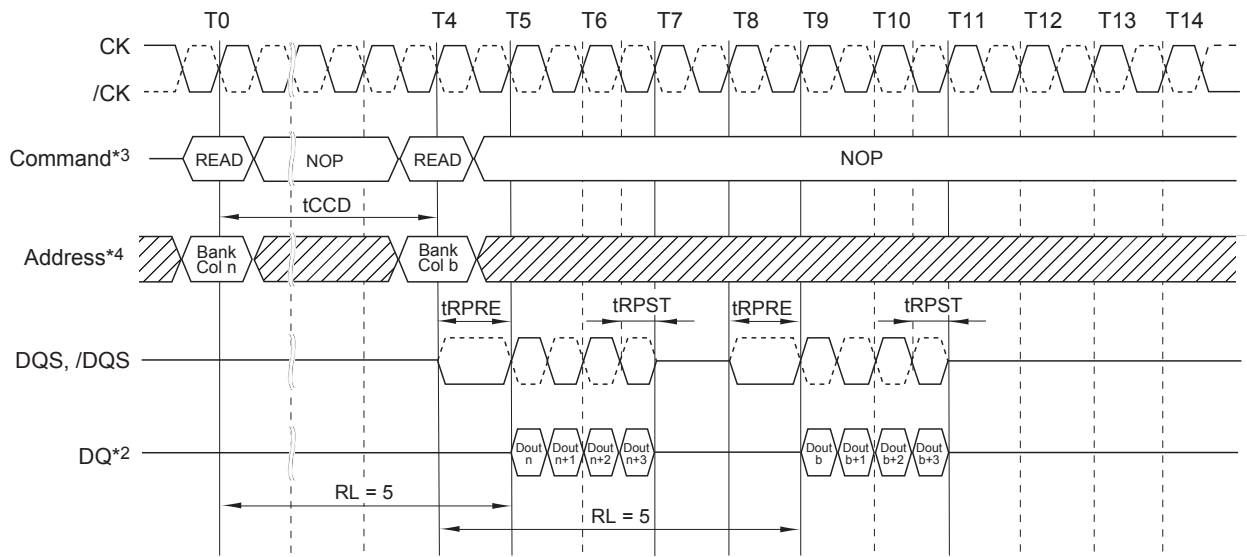 T0 T4 T5 T6 T7 T8 T9 T10 T11 T12 T13 T14
CK
/CK
Command*3 READ NOP READ NOP
tCCD
Address*4 Bank Col n Bank Col b
tRPRE tRPST tRPRE tRPST
DQS, /DQS
DQ*2 Dout n Dout n+1 Dout n+2 Dout n+3 Dout b Dout b+1 Dout b+2 Dout b+3
RL = 5
RL = 5